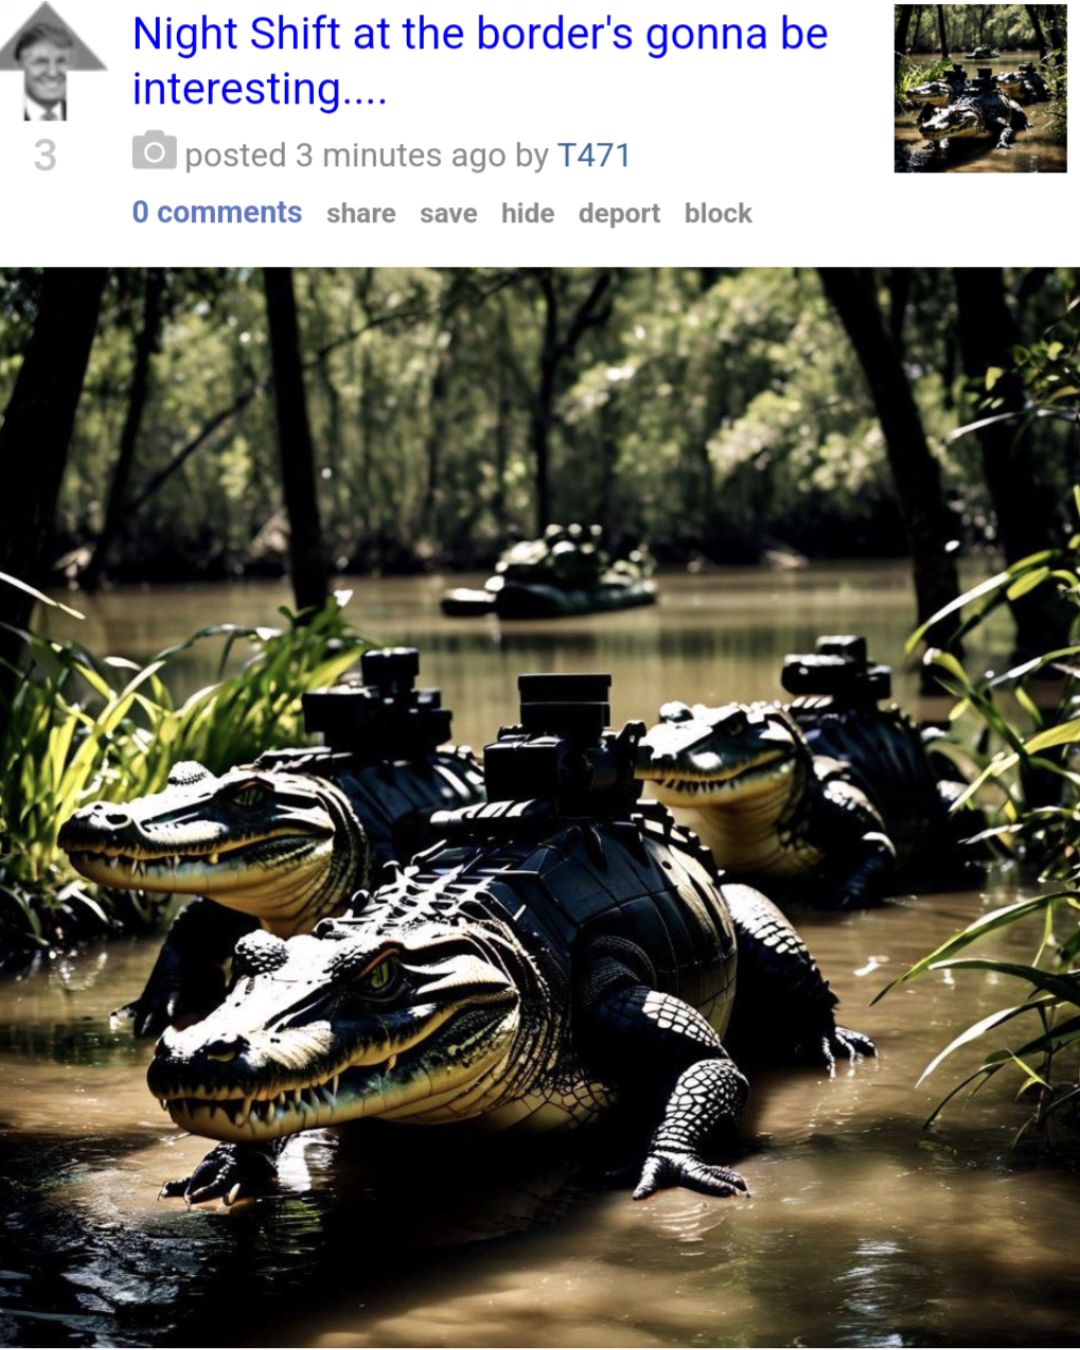 Night Shift at the border's gonna be
interesting....
3
posted 3 minutes ago by T471
0 comments share save hide deport block